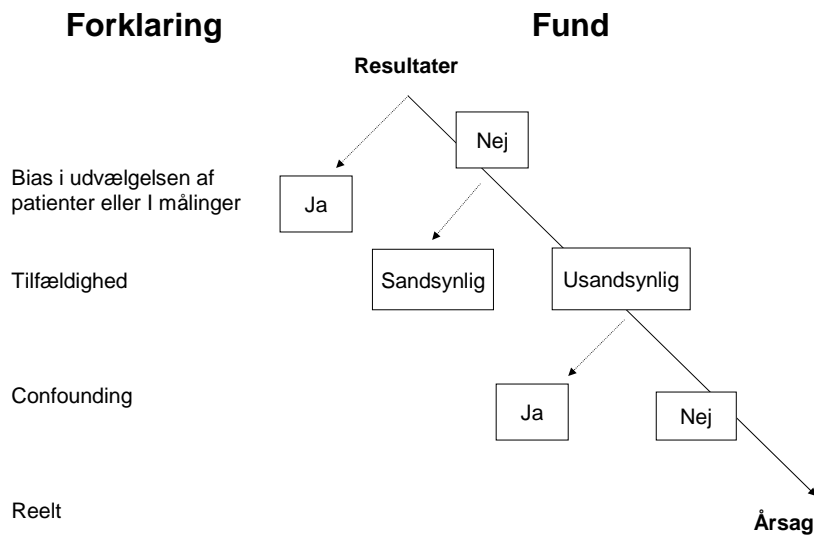 Forklaring
Fund
Resultater
Nej
Bias i udvælgelsen af
patienter eller I målinger
Ja
Tilfældighed
Sandsynlig
Usandsynlig
Confounding
Ja
Nej
Reelt
Årsag